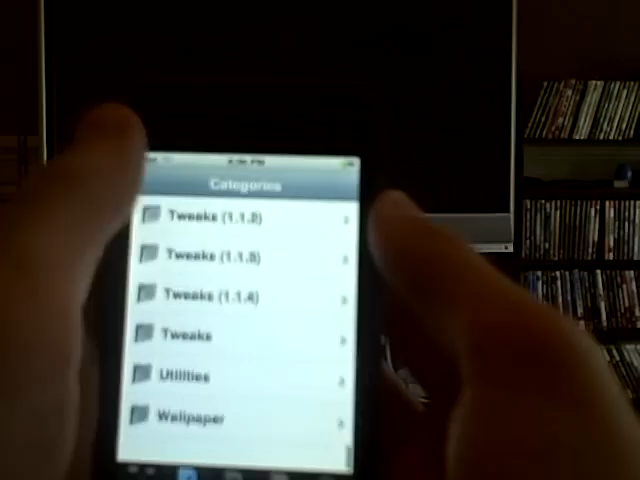 Categories
Tweaks (1.1.2)
Tweaks (1.1.3)
Tweaks (1.1.4)
Tweaks
Utilities
Wallpaper